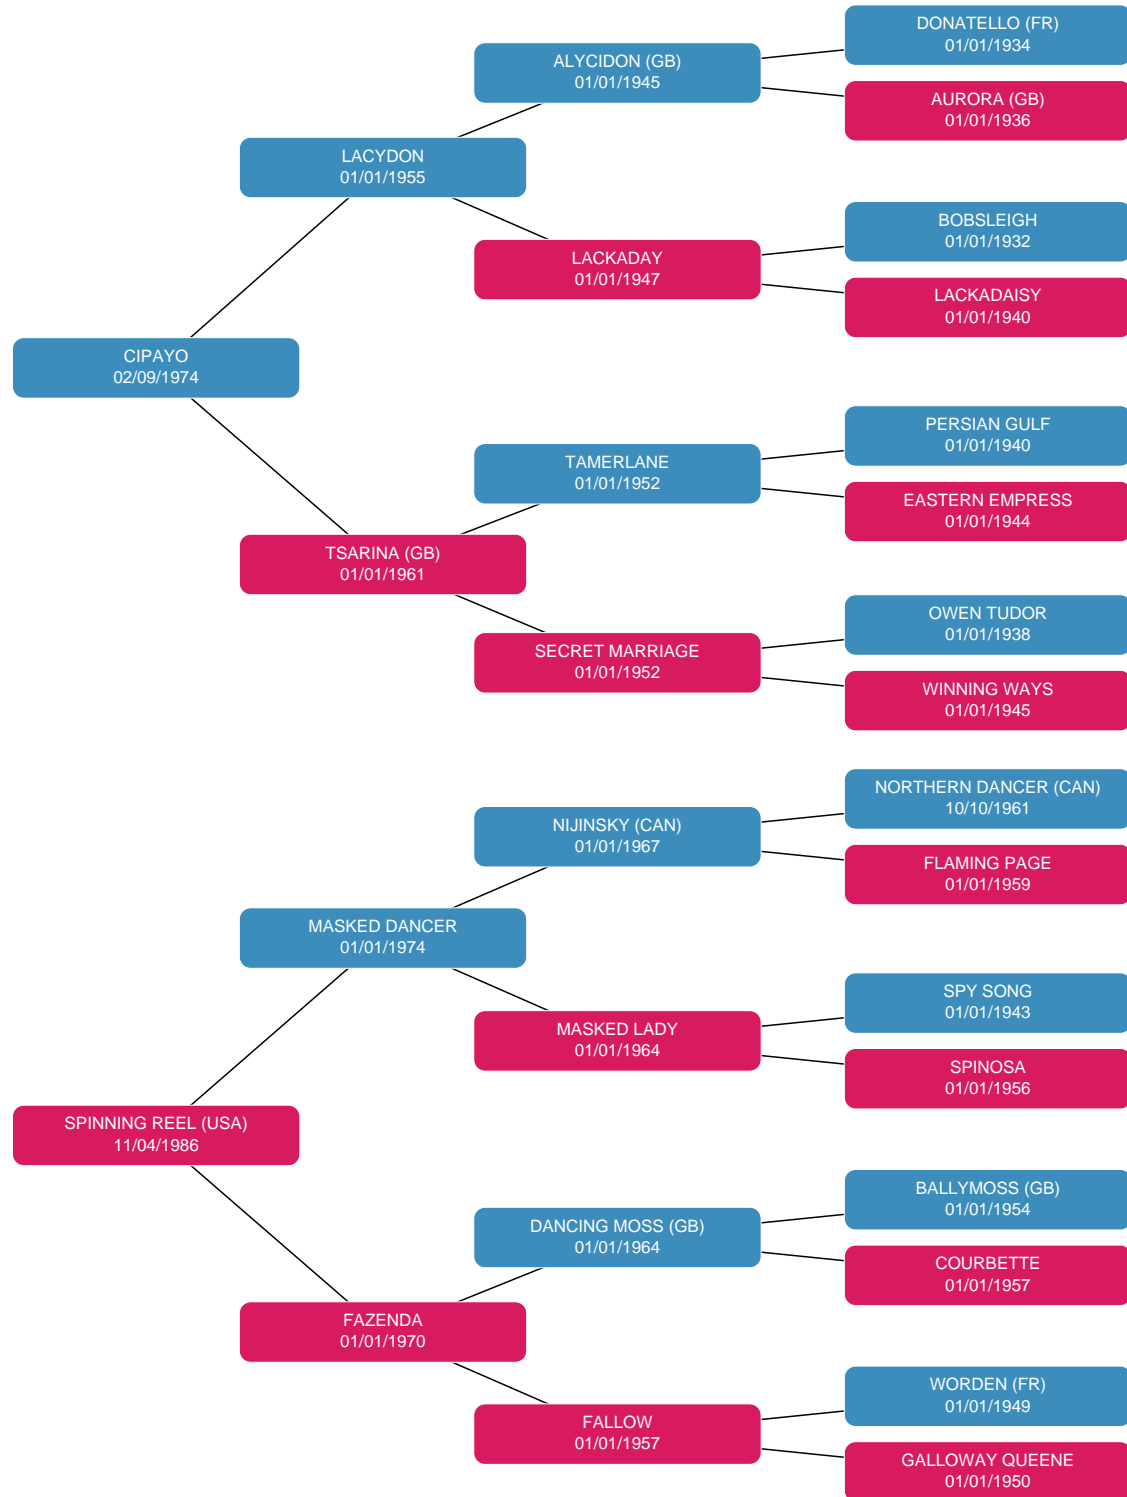 DONATELLO (FR)
01/01/1934
ALYCIDON (GB)
01/01/1945
AURORA (GB)
01/01/1936
LACYDON
01/01/1955
BOBSLEIGH
01/01/1932
LACKADAY
01/01/1947
LACKADAISY
01/01/1940
CIPAYO
02/09/1974
PERSIAN GULF
01/01/1940
TAMERLANE
01/01/1952
EASTERN EMPRESS
01/01/1944
TSARINA (GB)
01/01/1961
OWEN TUDOR
01/01/1938
SECRET MARRIAGE
01/01/1952
WINNING WAYS
01/01/1945
NORTHERN DANCER (CAN)
10/10/1961
NIJINSKY (CAN)
01/01/1967
FLAMING PAGE
01/01/1959
MASKED DANCER
01/01/1974
SPY SONG
01/01/1943
MASKED LADY
01/01/1964
SPINOSA
01/01/1956
SPINNING REEL (USA)
11/04/1986
BALLYMOSS (GB)
01/01/1954
DANCING MOSS (GB)
01/01/1964
COURBETTE
01/01/1957
FAZENDA
01/01/1970
WORDEN (FR)
01/01/1949
FALLOW
01/01/1957
GALLOWAY QUEENE
01/01/1950